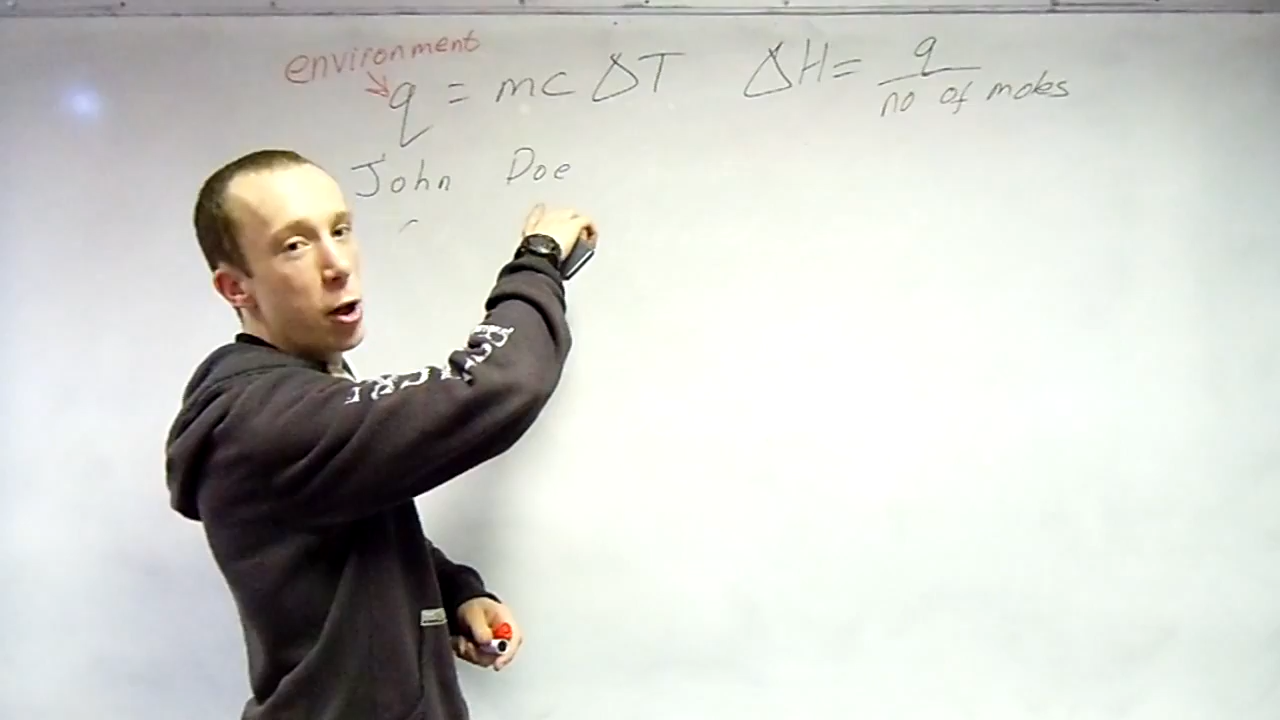 environment
q = mc ΔT ΔH = q / no of moles
John Doe